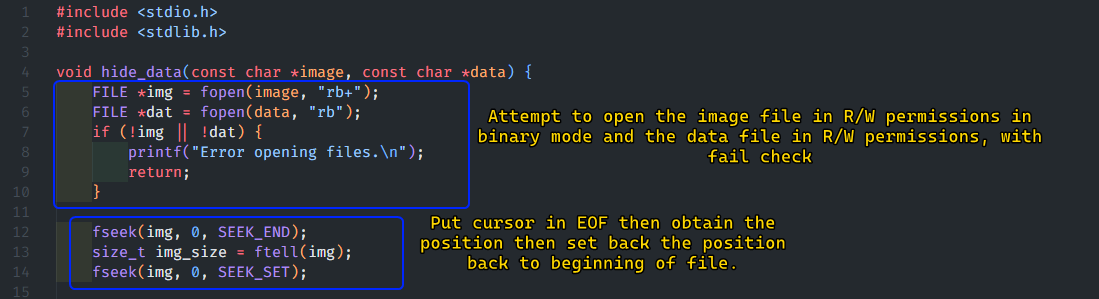 1 #include <stdio.h>
2 #include <stdlib.h>
3
4 void hide_data(const char *image, const char *data) {
5 FILE *img = fopen(image, "rb+");
6 FILE *dat = fopen(data, "rb");
7 if (!img || !dat) {
8 printf("Error opening files.\n");
9 return;
10 }
Attempt to open the image file in R/W permissions in
binary mode and the data file in R/W permissions, with
fail check
11
12 fseek(img, 0, SEEK_END);
13 size_t img_size = ftell(img);
14 fseek(img, 0, SEEK_SET);
Put cursor in EOF then obtain the
position then set back the position
back to beginning of file.
15